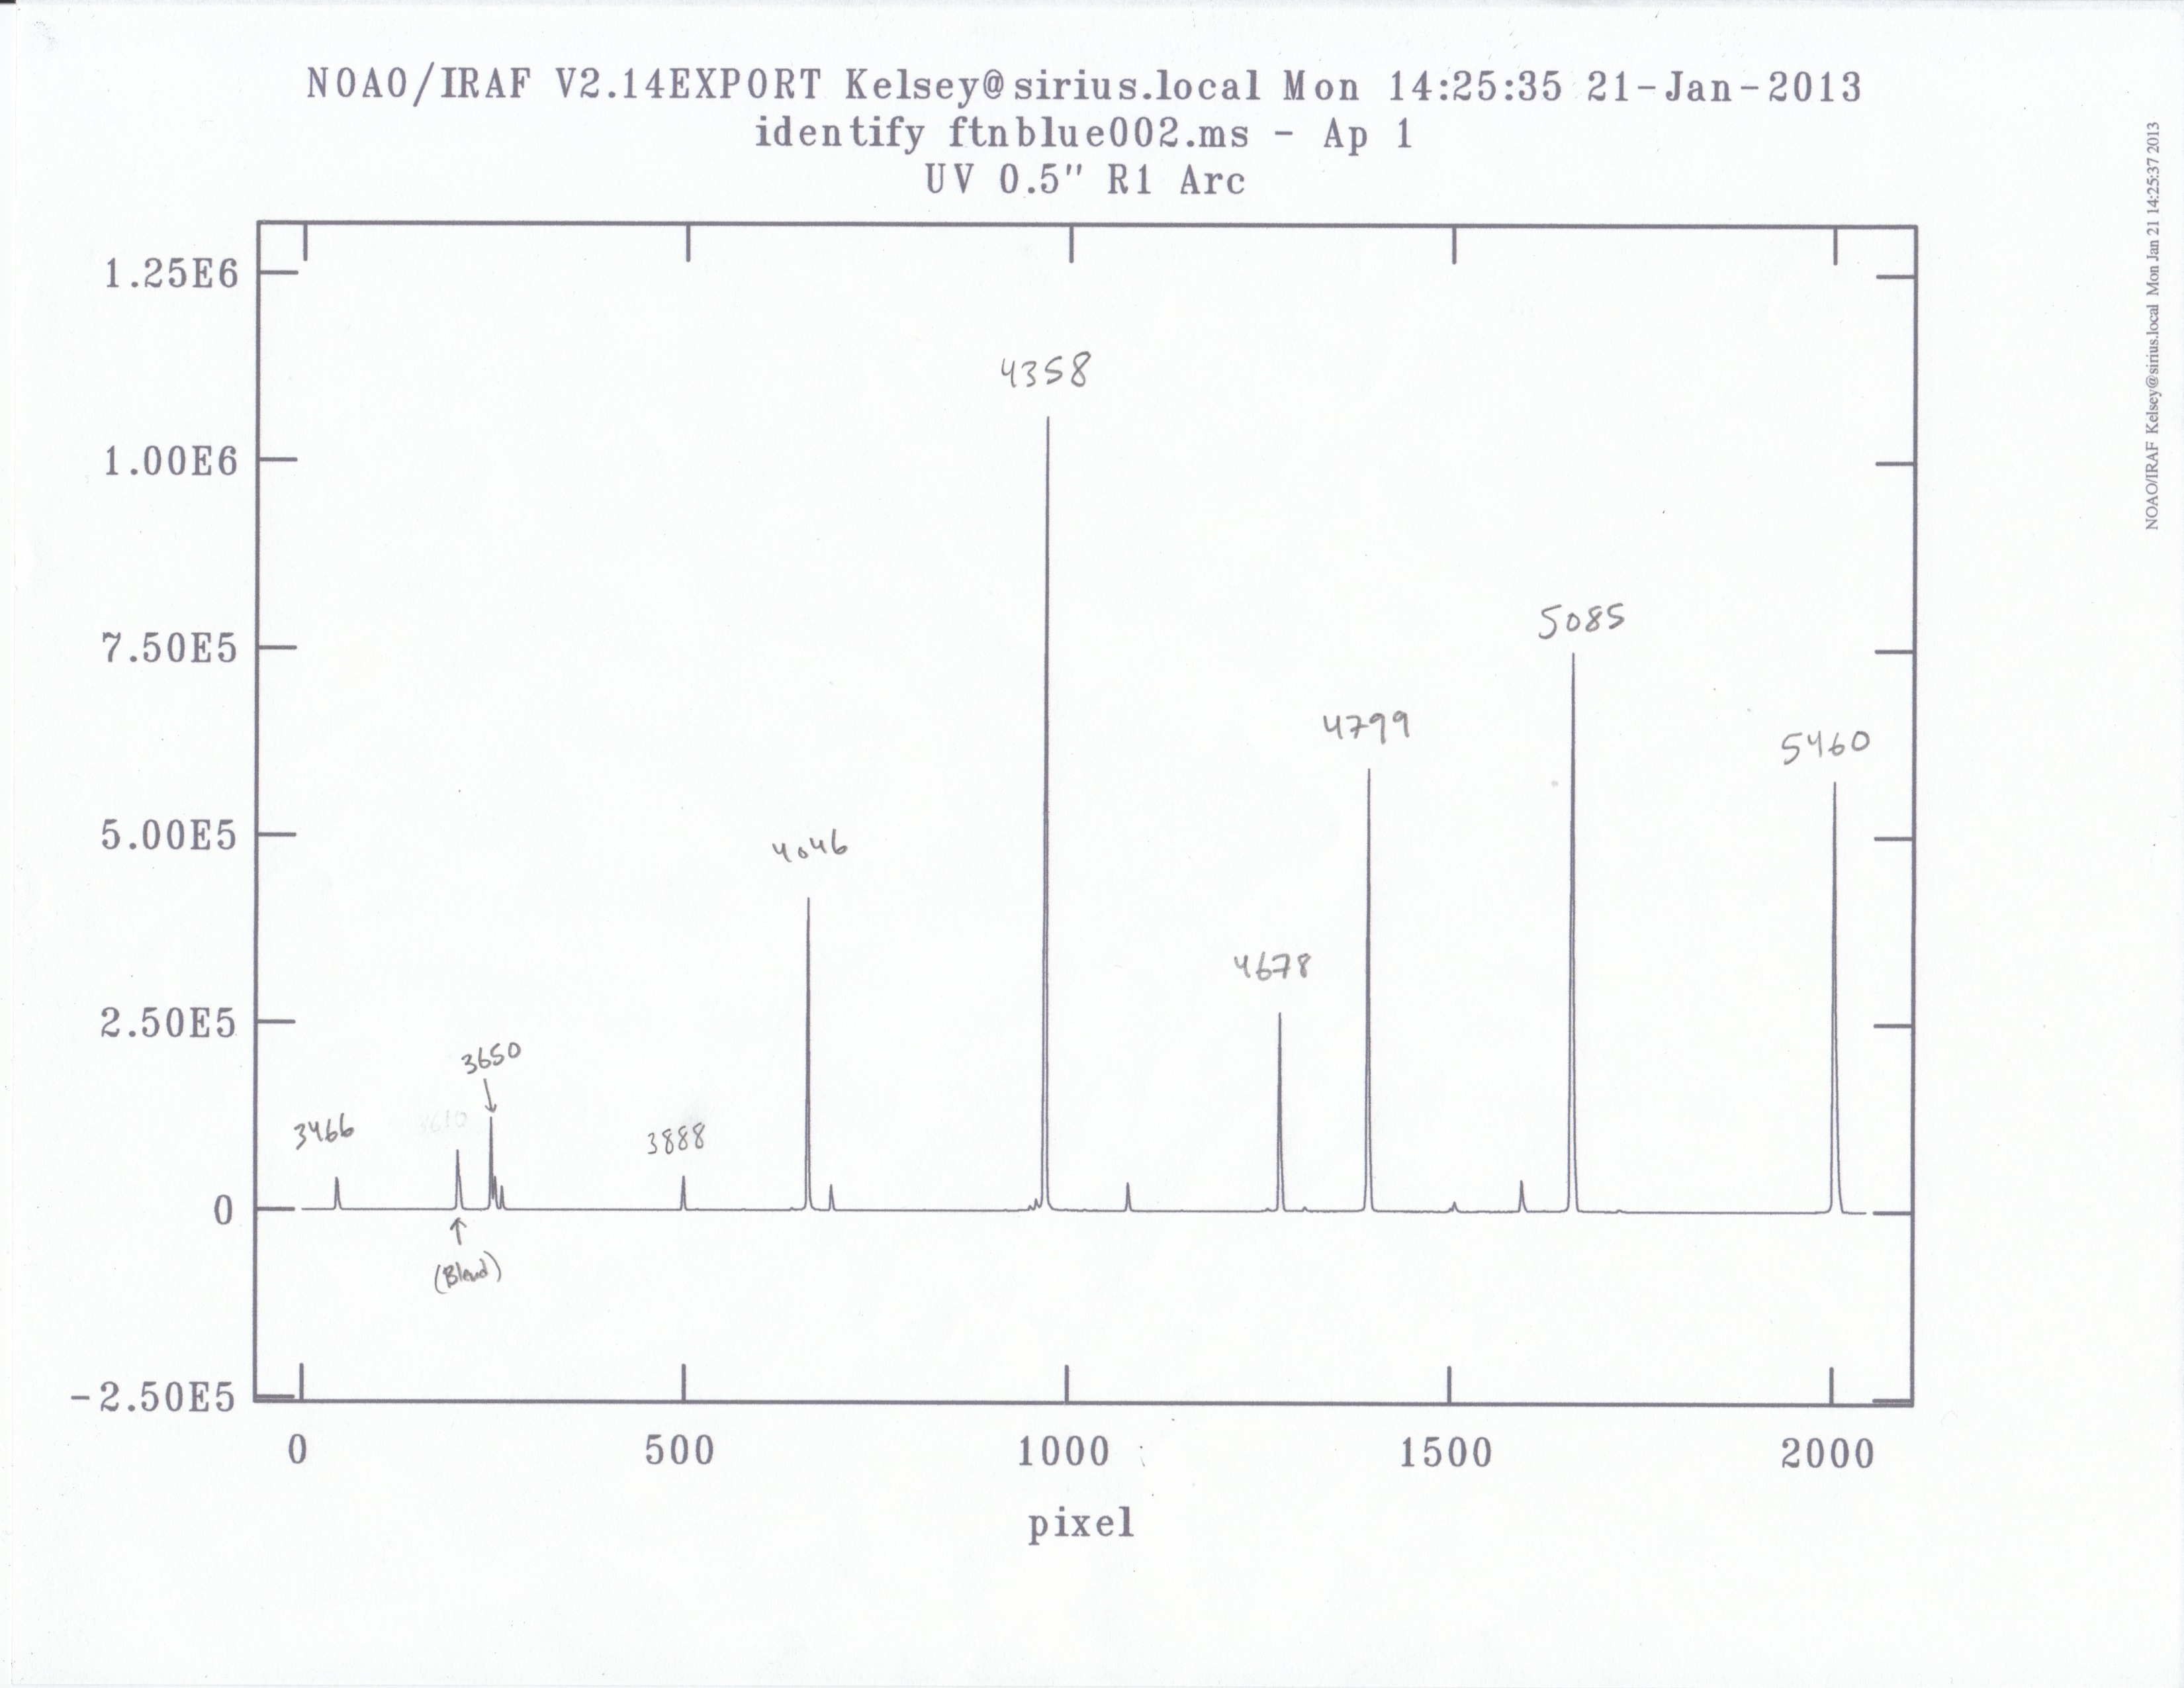 NOAO/IRAF V2.14EXPORT Kelsey@sirius.local Mon 14:25:35 21-Jan-2013
identify ftnblue002.ms - Ap 1
UV 0.5" R1 Arc
NOAO/IRAF Kelsey@sirius.local Mon Jan 21 14:25:37 2013
1.25E6
1.00E6
7.50E5
5.00E5
2.50E5
0
-2.50E5
4358
5085
4799
5460
4046
4678
3650
3466
3610
3888
(Blend)
0 500 1000 1500 2000
pixel